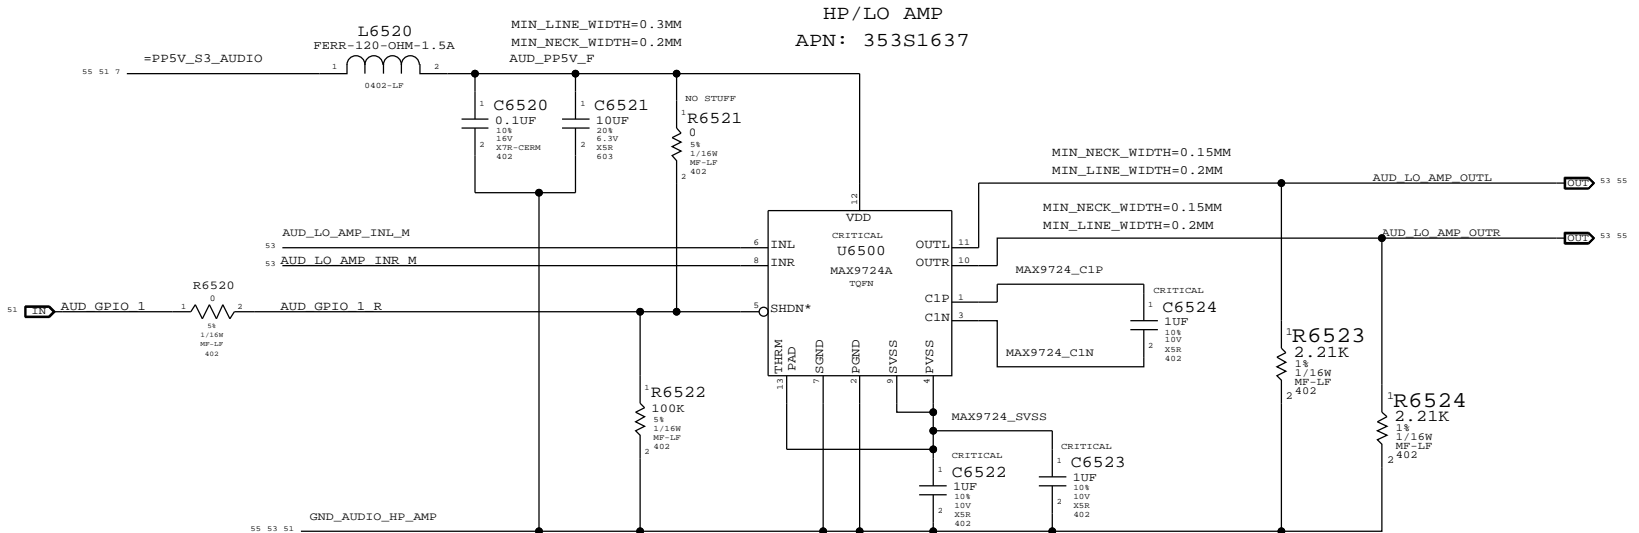 HP/LO AMP
APN: 353S1637
L6520
FERR-120-OHM-1.5A
MIN_LINE_WIDTH=0.3MM
MIN_NECK_WIDTH=0.2MM
=PP5V_S3_AUDIO
AUD_PP5V_F
55 51 7
1
2
0402-LF
1
C6520
0.1UF
10%
16V
X7R-CERM
402
2
1
C6521
10UF
20%
6.3V
X5R
603
2
NO STUFF
1
R6521
0
5%
1/16W
MF-LF
402
2
MIN_NECK_WIDTH=0.15MM
MIN_LINE_WIDTH=0.2MM
AUD_LO_AMP_OUTL
OUT
53 55
MIN_NECK_WIDTH=0.15MM
MIN_LINE_WIDTH=0.2MM
AUD_LO_AMP_OUTR
OUT
53 55
12
VDD
CRITICAL
U6500
MAX9724A
TQFN
AUD_LO_AMP_INL_M
53
6
INL
OUTL
11
AUD_LO_AMP_INR_M
53
8
INR
OUTR
10
MAX9724_C1P
C1P
1
C1N
3
MAX9724_C1N
CRITICAL
1
C6524
1UF
10%
10V
X5R
402
2
R6520
0
51
IN
AUD_GPIO_1
1
2
5%
1/16W
MF-LF
402
AUD_GPIO_1_R
5
SHDN*
THRM
PAD
SGND
PGND
SVSS
PVSS
13
7
2
9
4
1
R6523
2.21K
1%
1/16W
MF-LF
402
2
1
R6524
2.21K
1%
1/16W
MF-LF
402
2
1
R6522
100K
5%
1/16W
MF-LF
402
2
MAX9724_SVSS
CRITICAL
1
C6522
1UF
10%
10V
X5R
402
2
CRITICAL
1
C6523
1UF
10%
10V
X5R
402
2
GND_AUDIO_HP_AMP
55 53 51